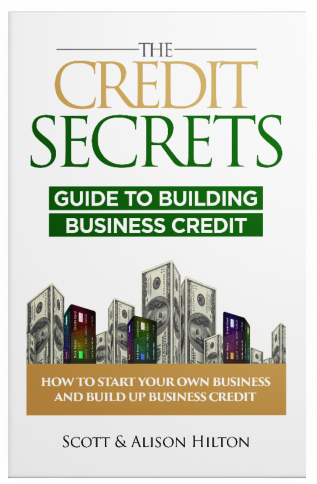 THE
CREDIT
SECRETS
GUIDE TO BUILDING
BUSINESS CREDIT
HOW TO START YOUR OWN BUSINESS
AND BUILD UP BUSINESS CREDIT
SCOTT & ALISON HILTON